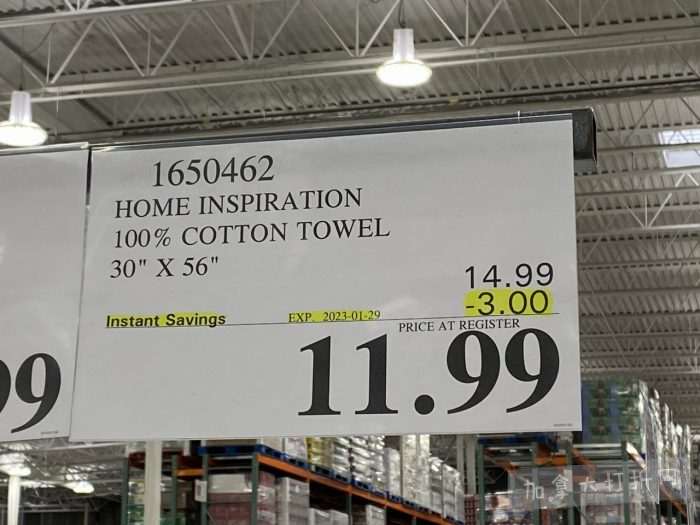 1650462
HOME INSPIRATION
100% COTTON TOWEL
30" X 56"
14.99
-3.00
Instant Savings EXP. 2023-01-29
PRICE AT REGISTER
11.99
99
加拿大打折网